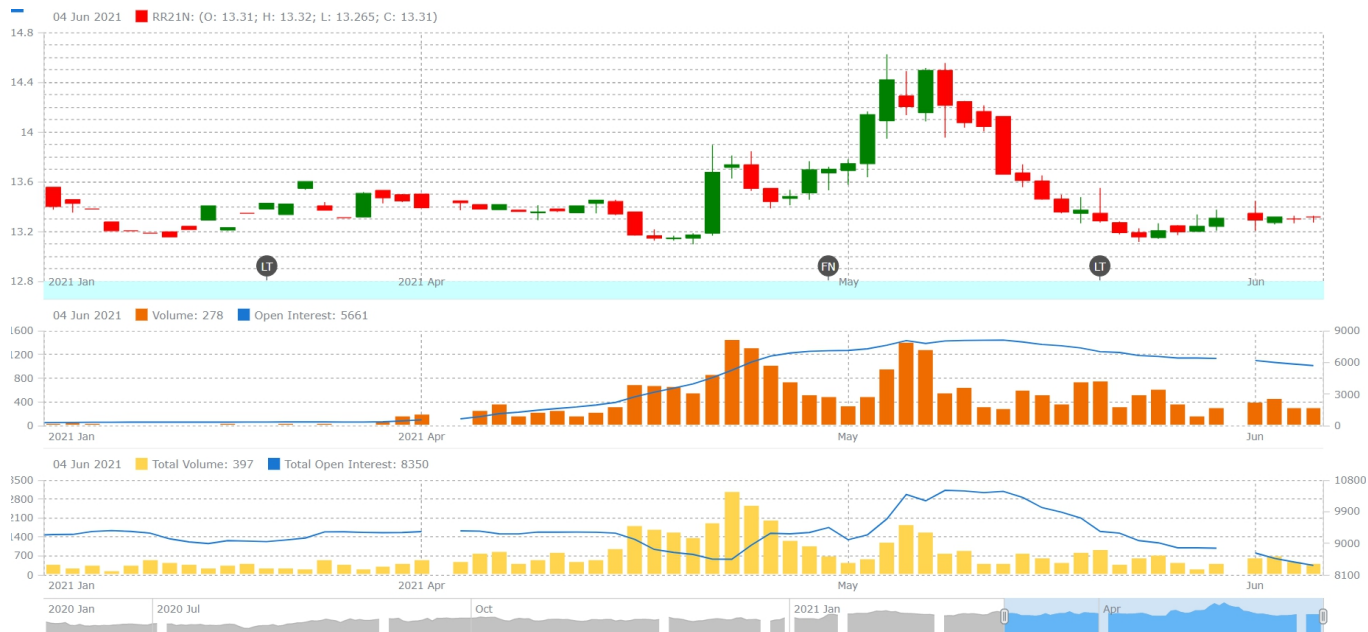 04 Jun 2021 RR21N: (O: 13.31; H: 13.32; L: 13.265; C: 13.31)
14.8
14.4
14
13.6
13.2
12.8
LT FN LT
2021 Jan 2021 Apr May Jun
04 Jun 2021 Volume: 278 Open Interest: 5661
1600 9000
1200 6000
800
400 3000
0 0
2021 Jan 2021 Apr May Jun
04 Jun 2021 Total Volume: 397 Total Open Interest: 8350
3500 10800
2800 9900
2100
1400 9000
700
0 8100
2021 Jan 2021 Apr May Jun
2020 Jan 2020 Jul Oct 2021 Jan Apr